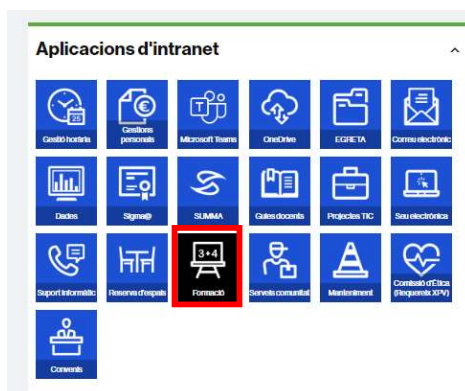 Aplicacions d'intranet
25
Gestió horària
Gestions
personals
Microsoft Teams
OneDrive
EGRETA
Correu electrònic
Dades
Sigma@
SUMMA
Guies docents
Projectes TIC
Seu electrònica
Suport Informàtic
Reserva d'espais
3+4
Formació
Serveis comunitat
Manteniment
Comissió d'Ètica
(Requereix XPV)
Convenis